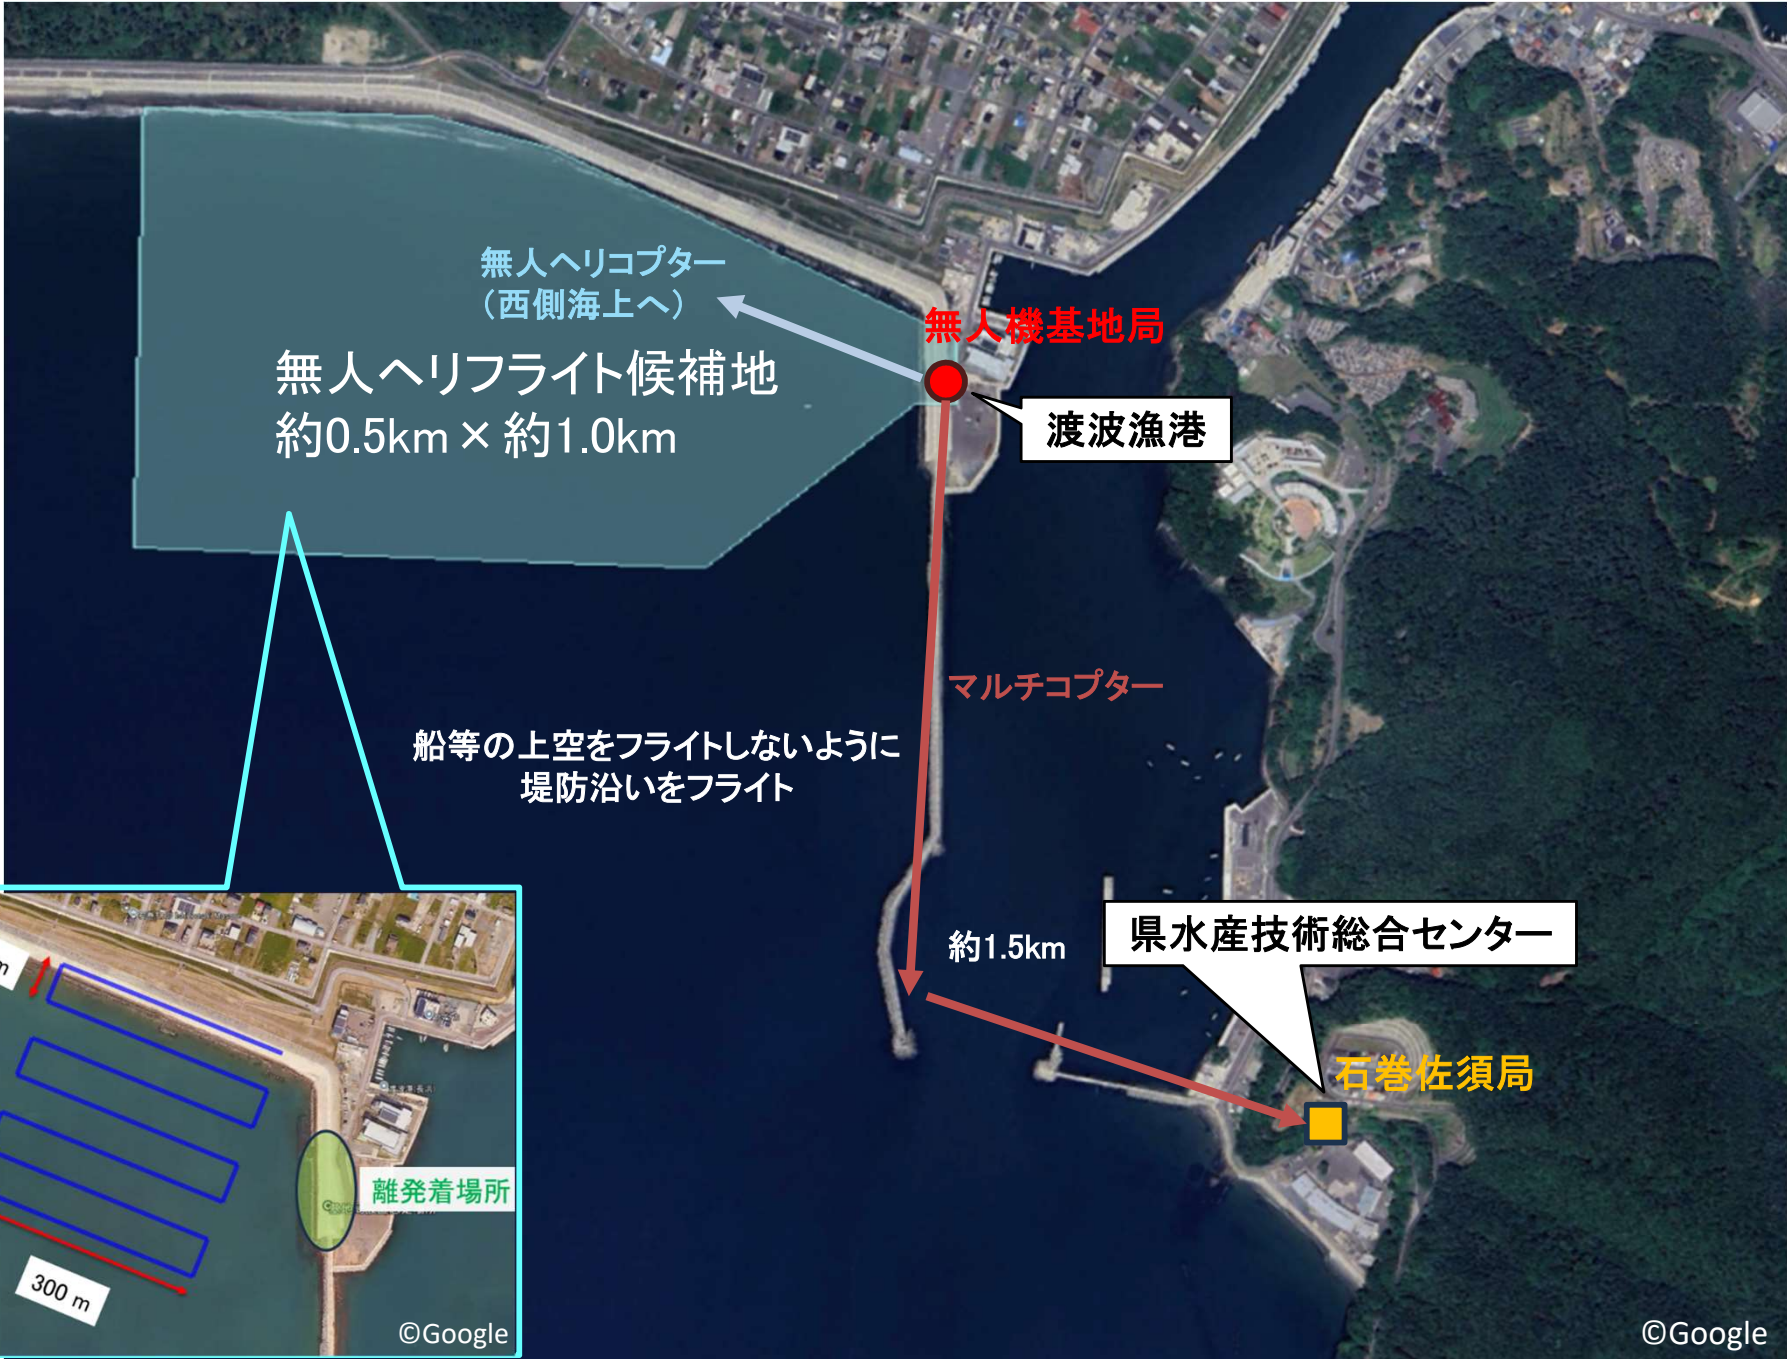 無人ヘリコプター
（西側海上へ）
無人機基地局
無人ヘリフライト候補地
約0.5km × 約1.0km
渡波漁港
マルチコプター
船等の上空をフライトしないように
堤防沿いをフライト
約1.5km
県水産技術総合センター
石巻佐須局
m
離発着場所
300 m
©Google
©Google